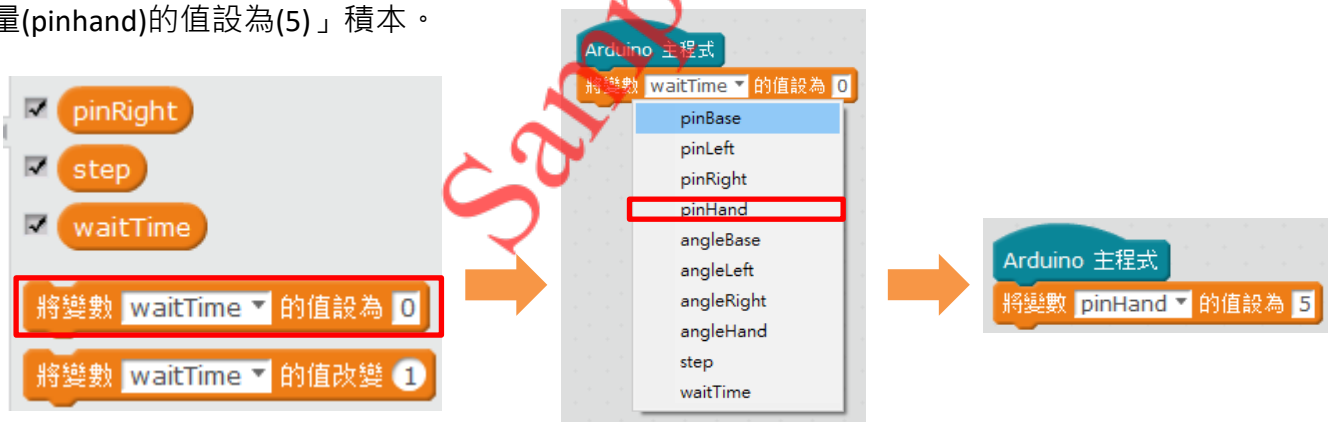 量(pinhand)的值設為(5)」積本。
pinRight
step
waitTime
將變數 waitTime 的值設為 0
將變數 waitTime 的值改變 1
Arduino 主程式
將變數 waitTime 的值設為 0
pinBase
pinLeft
pinRight
pinHand
angleBase
angleLeft
angleRight
angleHand
step
waitTime
Arduino 主程式
將變數 pinHand 的值設為 5
Samp